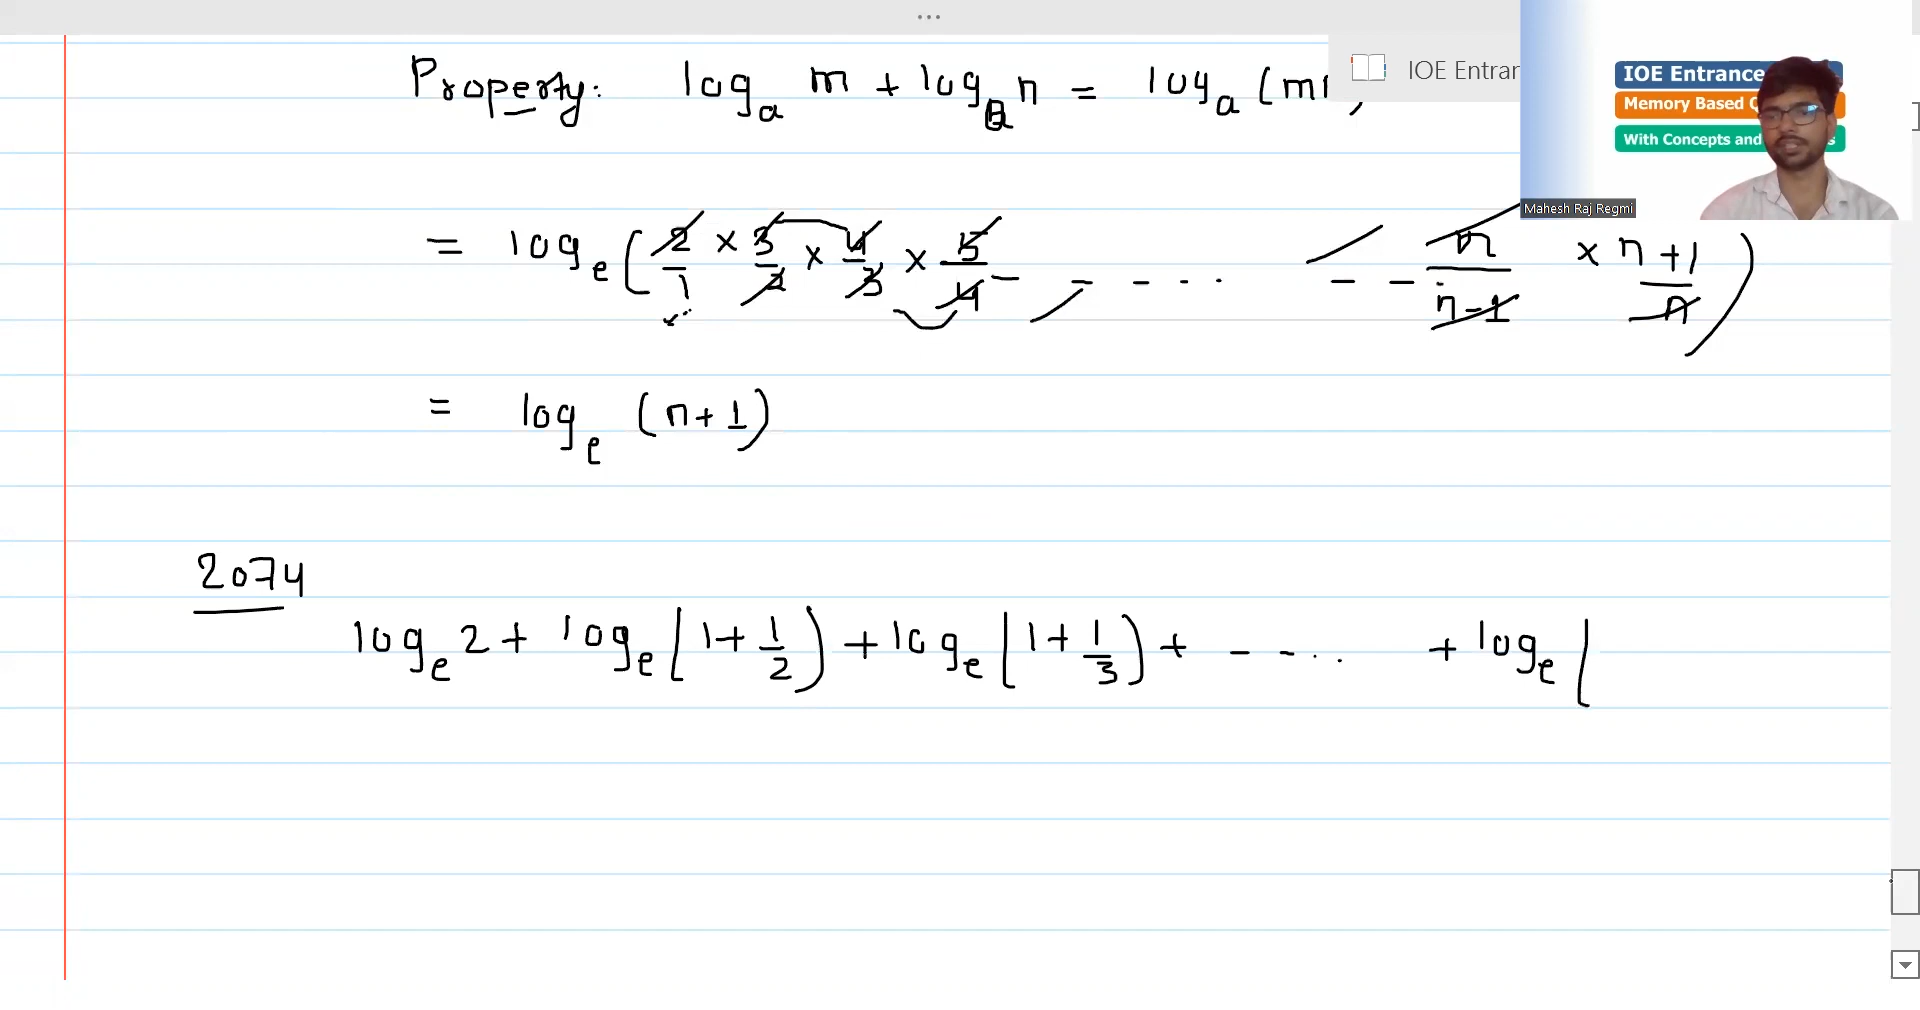 ...
Property: log_a m + log_a n = log_a (m
IOE Entrar
IOE Entrance
Memory Based
With Concepts and
Mahesh Raj Regmi
= log_e (2/1 × 3/2 × 4/3 × 5/4 - - - - . . . - - n/n-1 × n+1/n)
= log_e (n+1)
2074
log_e 2 + log_e (1+1/2) + log_e (1+1/3) + - - . . . + log_e (